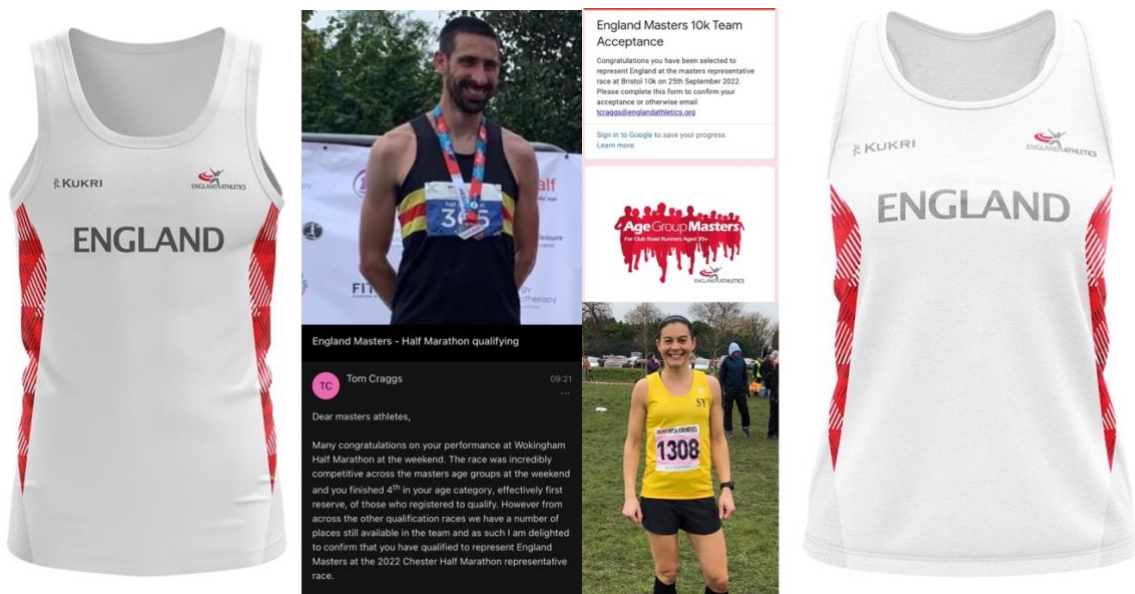 KUKRI
ENGLAND ATHLETICS
ENGLAND
365
England Masters - Half Marathon qualifying
TC
Tom Craggs
09:21
Dear masters athletes,
Many congratulations on your performance at Wokingham
Half Marathon at the weekend. The race was incredibly
competitive across the masters age groups at the weekend
and you finished 4th in your age category, effectively first
reserve, of those who registered to qualify. However from
across the other qualification races we have a number of
places still available in the team and as such I am delighted
to confirm that you have qualified to represent England
Masters at the 2022 Chester Half Marathon representative
race.
England Masters 10k Team
Acceptance
Congratulations you have been selected to
represent England at the masters representative
race at Bristol 10k on 25th September 2022.
Please complete this form to confirm your
acceptance or otherwise email
tcraggs@englandathletics.org
Sign in to Google to save your progress.
Learn more
Age Group Masters
For Club Road Runners Aged 35+
ENGLAND ATHLETICS
1308
KUKRI
ENGLAND ATHLETICS
ENGLAND